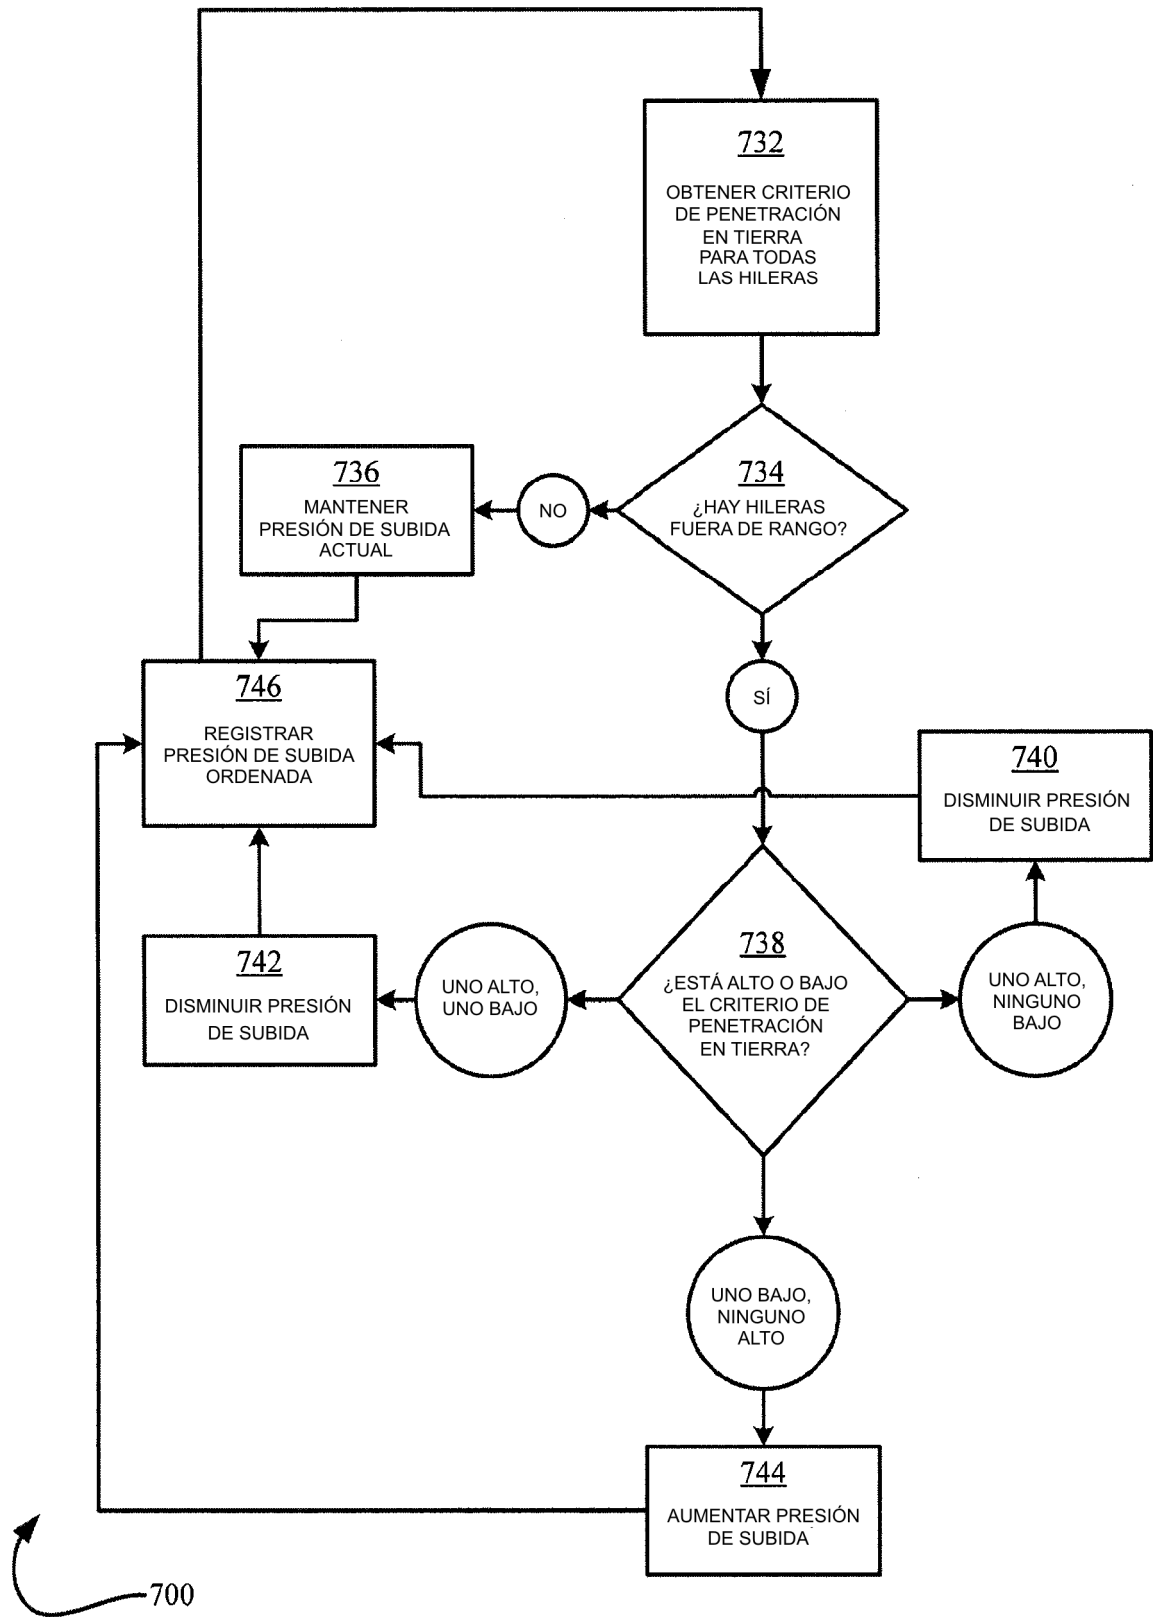 732
OBTENER CRITERIO
DE PENETRACIÓN
EN TIERRA
PARA TODAS
LAS HILERAS
734
¿HAY HILERAS
FUERA DE RANGO?
NO
736
MANTENER
PRESIÓN DE SUBIDA
ACTUAL
SÍ
746
REGISTRAR
PRESIÓN DE SUBIDA
ORDENADA
740
DISMINUIR PRESIÓN
DE SUBIDA
738
¿ESTÁ ALTO O BAJO
EL CRITERIO DE
PENETRACIÓN
EN TIERRA?
UNO ALTO,
UNO BAJO
742
DISMINUIR PRESIÓN
DE SUBIDA
UNO ALTO,
NINGUNO
BAJO
UNO BAJO,
NINGUNO
ALTO
744
AUMENTAR PRESIÓN
DE SUBIDA
700